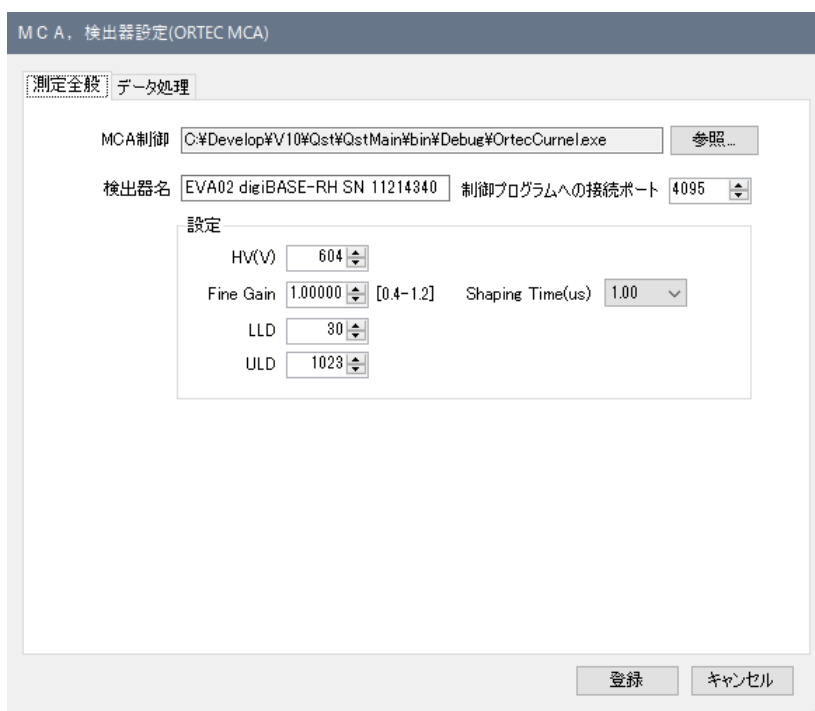 ＭＣＡ，検出器設定(ORTEC MCA)
測定全般 データ処理
MCA制御 C:¥Develop¥V10¥Qst¥QstMain¥bin¥Debug¥OrtecCurnel.exe 参照...
検出器名 EVA02 digiBASE-RH SN 11214340 制御プログラムへの接続ポート 4095
設定
HV(V) 604
Fine Gain 1.00000 [0.4-1.2] Shaping Time(us) 1.00
LLD 30
ULD 1023
登録 キャンセル